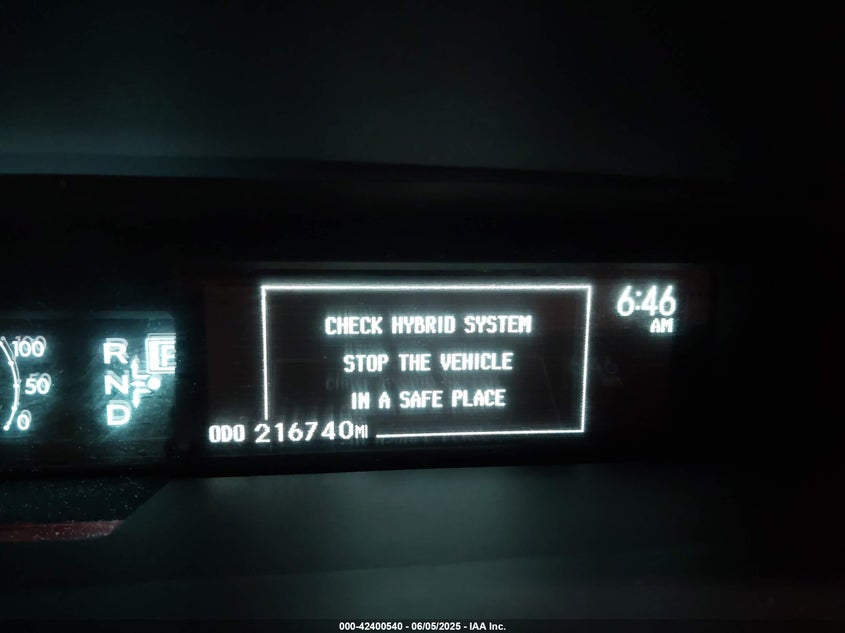 100
50
0
R
N
D
CHECK HYBRID SYSTEM
STOP THE VEHICLE
IN A SAFE PLACE
ODO 216740MI
6:46
AM
000-42400540 - 06/05/2025 - IAA Inc.